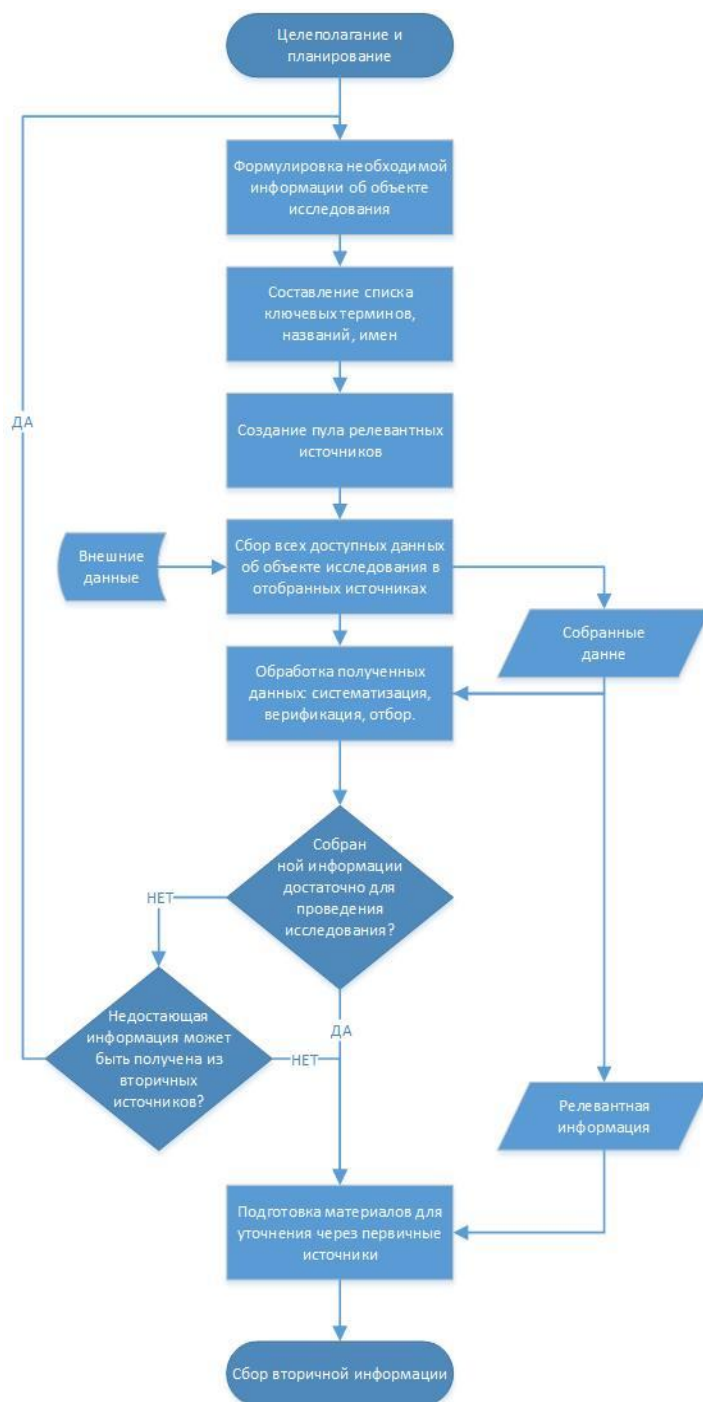 Целеполагание и
планирование
Формулировка необходимой
информации об объекте
исследования
Составление списка
ключевых терминов,
названий, имен
ДА
Создание пула релевантных
источников
Внешние
данные
Сбор всех доступных данных
об объекте исследования в
отобранных источниках
Собранные
данне
Обработка полученных
данных: систематизация,
верификация, отбор.
Собран
ной информации
достаточно для
проведения
исследования?
НЕТ
Недостающая
информация может
быть получена из
вторичных
источников?
НЕТ
ДА
Релевантная
информация
Подготовка материалов для
уточнения через первичные
источники
Сбор вторичной информации